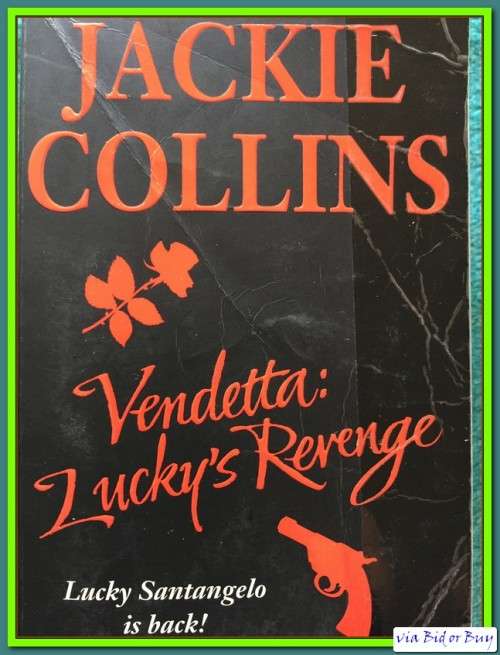 JACKIE
COLLINS
Vendetta:
Lucky's Revenge
Lucky Santangelo
is back!
via Bid or Buy